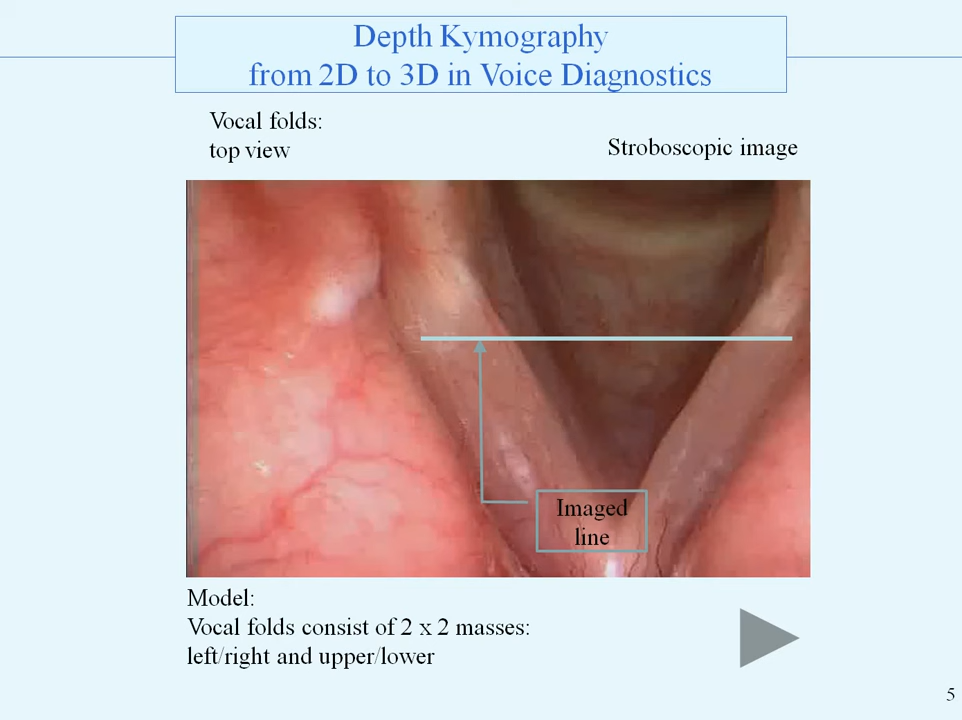 Depth Kymography
from 2D to 3D in Voice Diagnostics
Vocal folds:
top view
Stroboscopic image
Imaged
line
Model:
Vocal folds consist of 2 x 2 masses:
left/right and upper/lower
5